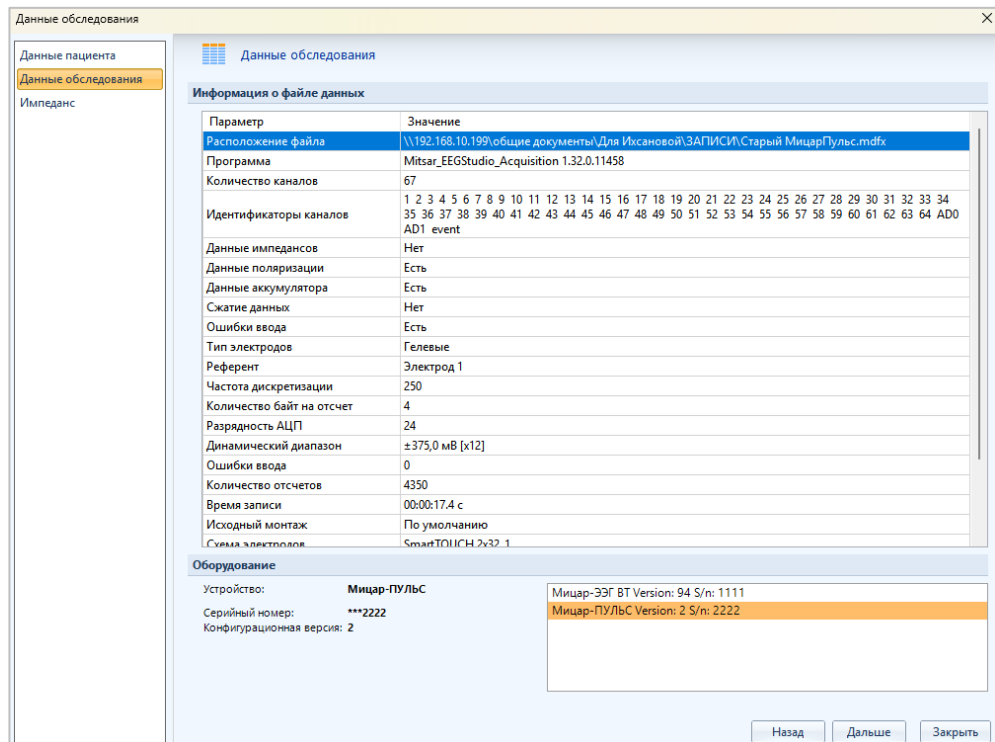 Данные обследования
Данные пациента
Данные обследования
Импеданс
Данные обследования
Информация о файле данных
Параметр Значение
Расположение файла \\192.168.10.199\общие документы\Для Ихсановой\ЗАПИСИ\Старый МицарПульс.mdfx
Программа Mitsar_EEGStudio_Acquisition 1.32.0.11458
Количество каналов 67
Идентификаторы каналов 1 2 3 4 5 6 7 8 9 10 11 12 13 14 15 16 17 18 19 20 21 22 23 24 25 26 27 28 29 30 31 32 33 34
35 36 37 38 39 40 41 42 43 44 45 46 47 48 49 50 51 52 53 54 55 56 57 58 59 60 61 62 63 64 AD0
AD1 event
Данные импедансов Нет
Данные поляризации Есть
Данные аккумулятора Есть
Сжатие данных Нет
Ошибки ввода Есть
Тип электродов Гелевые
Референт Электрод 1
Частота дискретизации 250
Количество байт на отсчет 4
Разрядность АЦП 24
Динамический диапазон ±375,0 мВ [x12]
Ошибки ввода 0
Количество отсчетов 4350
Время записи 00:00:17.4 с
Исходный монтаж По умолчанию
Схема электродов SmartTOUCH 2x32_1
Оборудование
Устройство: Мицар-ПУЛЬС
Серийный номер: ***2222
Конфигурационная версия: 2
Мицар-ЭЭГ BT Version: 94 S/n: 1111
Мицар-ПУЛЬС Version: 2 S/n: 2222
Назад Дальше Закрыть